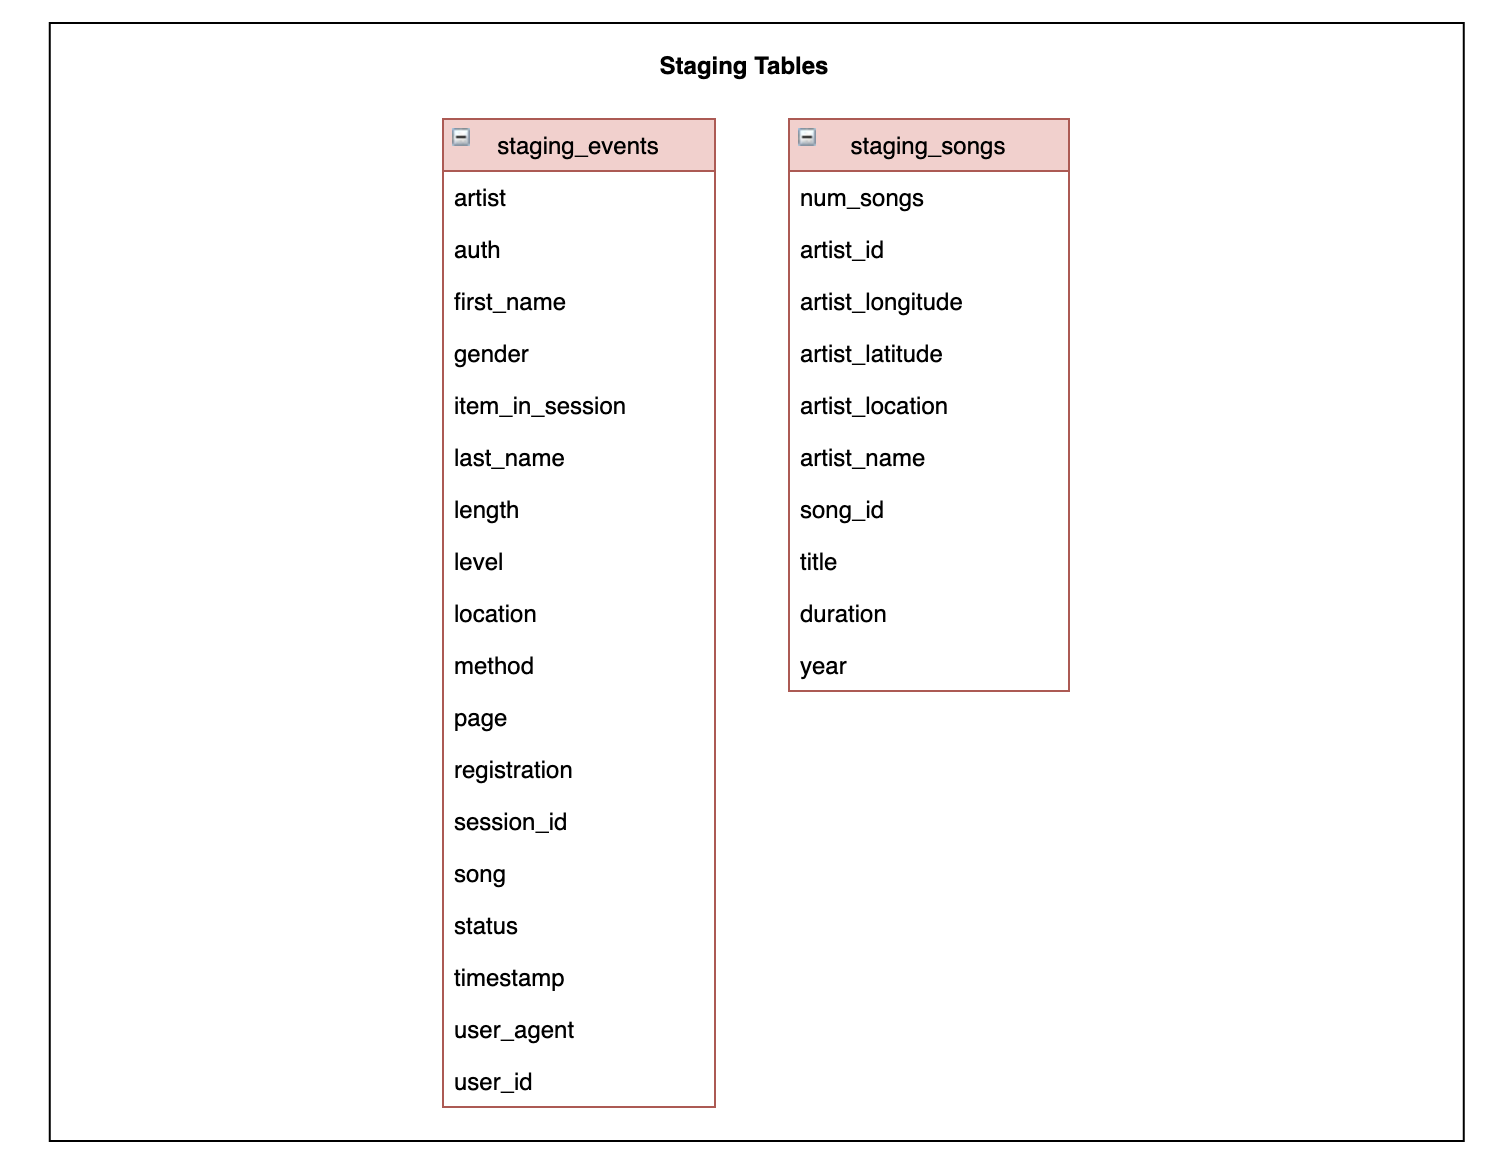 Staging Tables
staging_events
artist
auth
first_name
gender
item_in_session
last_name
length
level
location
method
page
registration
session_id
song
status
timestamp
user_agent
user_id
staging_songs
num_songs
artist_id
artist_longitude
artist_latitude
artist_location
artist_name
song_id
title
duration
year